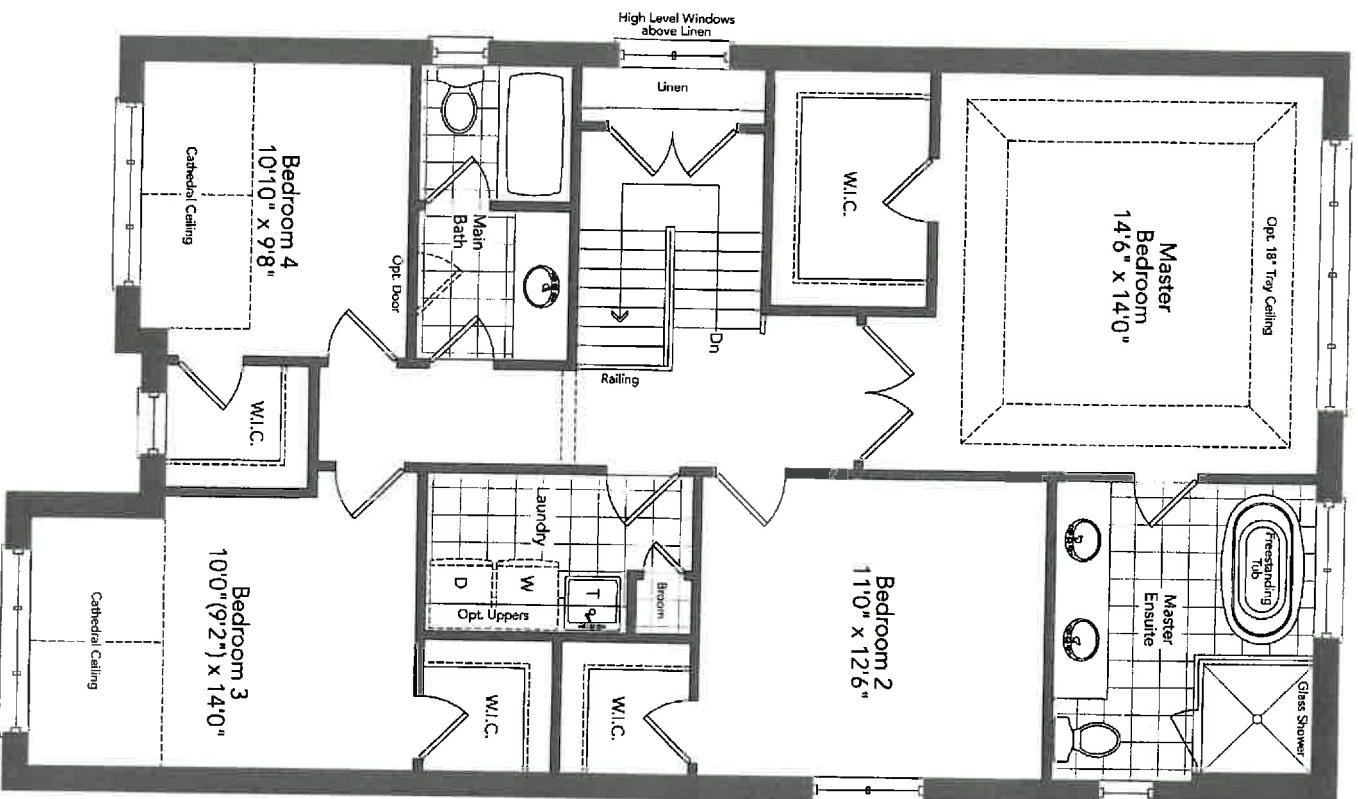 High Level Windows
above Linen
Linen
Cathedral Ceiling
Bedroom 4
10'10" x 9'8"
Main
Bath
Opt. Door
W.I.C.
Dn
Railing
W.I.C.
Master
Bedroom
14'6" x 14'0"
Opt. 18" Tray Ceiling
Cathedral Ceiling
Bedroom 3
10'0"(9'2") x 14'0"
Laundry
D
W
T
Opt. Uppers
Broom
W.I.C.
W.I.C.
Bedroom 2
11'0" x 12'6"
Master
Ensuite
Freestanding
Tub
Glass Shower